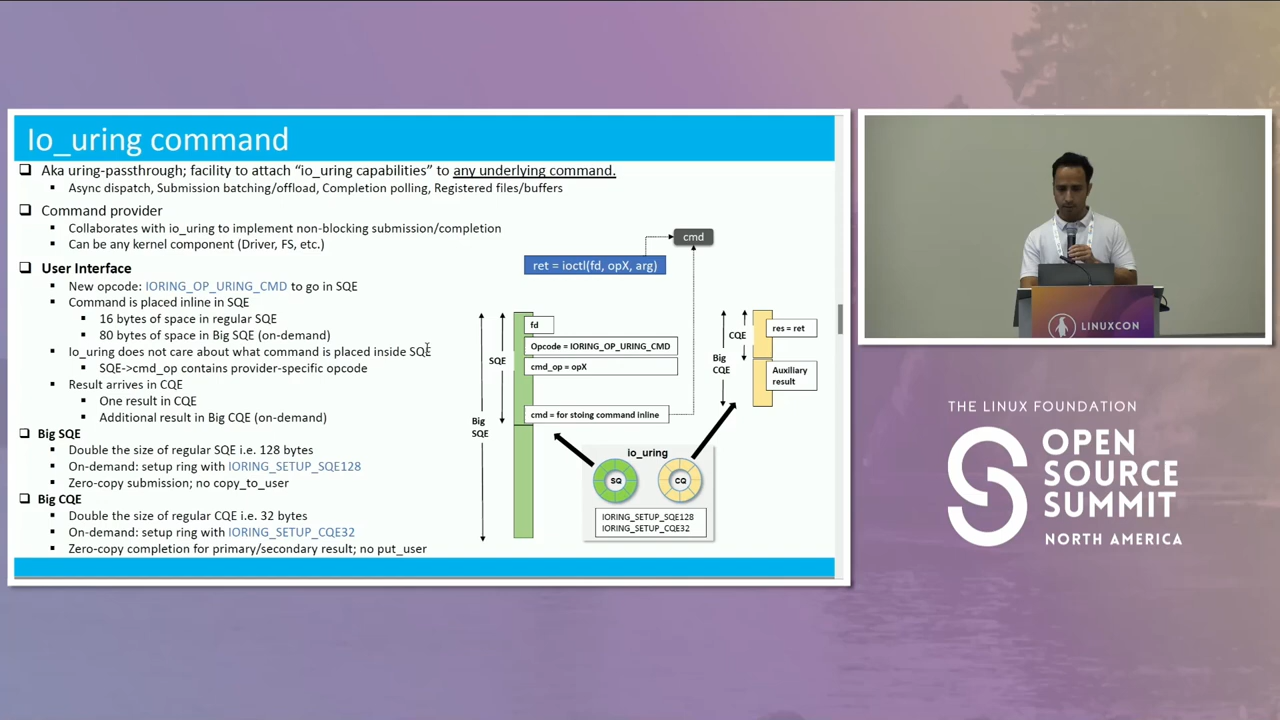 Io_uring command
Aka uring-passthrough; facility to attach “io_uring capabilities” to any underlying command.
Async dispatch, Submission batching/offload, Completion polling, Registered files/buffers
Command provider
Collaborates with io_uring to implement non-blocking submission/completion
Can be any kernel component (Driver, FS, etc.)
User Interface
New opcode: IORING_OP_URING_CMD to go in SQE
Command is placed inline in SQE
16 bytes of space in regular SQE
80 bytes of space in Big SQE (on-demand)
Io_uring does not care about what command is placed inside SQE
SQE->cmd_op contains provider-specific opcode
Result arrives in CQE
One result in CQE
Additional result in Big CQE (on-demand)
Big SQE
Double the size of regular SQE i.e. 128 bytes
On-demand: setup ring with IORING_SETUP_SQE128
Zero-copy submission; no copy_to_user
Big CQE
Double the size of regular CQE i.e. 32 bytes
On-demand: setup ring with IORING_SETUP_CQE32
Zero-copy completion for primary/secondary result; no put_user
cmd
ret = ioctl(fd, opX, arg)
fd
Opcode = IORING_OP_URING_CMD
cmd_op = opX
cmd = for stoing command inline
SQE
Big
SQE
CQE
Big
CQE
res = ret
Auxiliary
result
io_uring
SQ
CQ
IORING_SETUP_SQE128
IORING_SETUP_CQE32
LINUXCON
THE LINUX FOUNDATION
OPEN
SOURCE
SUMMIT
NORTH AMERICA